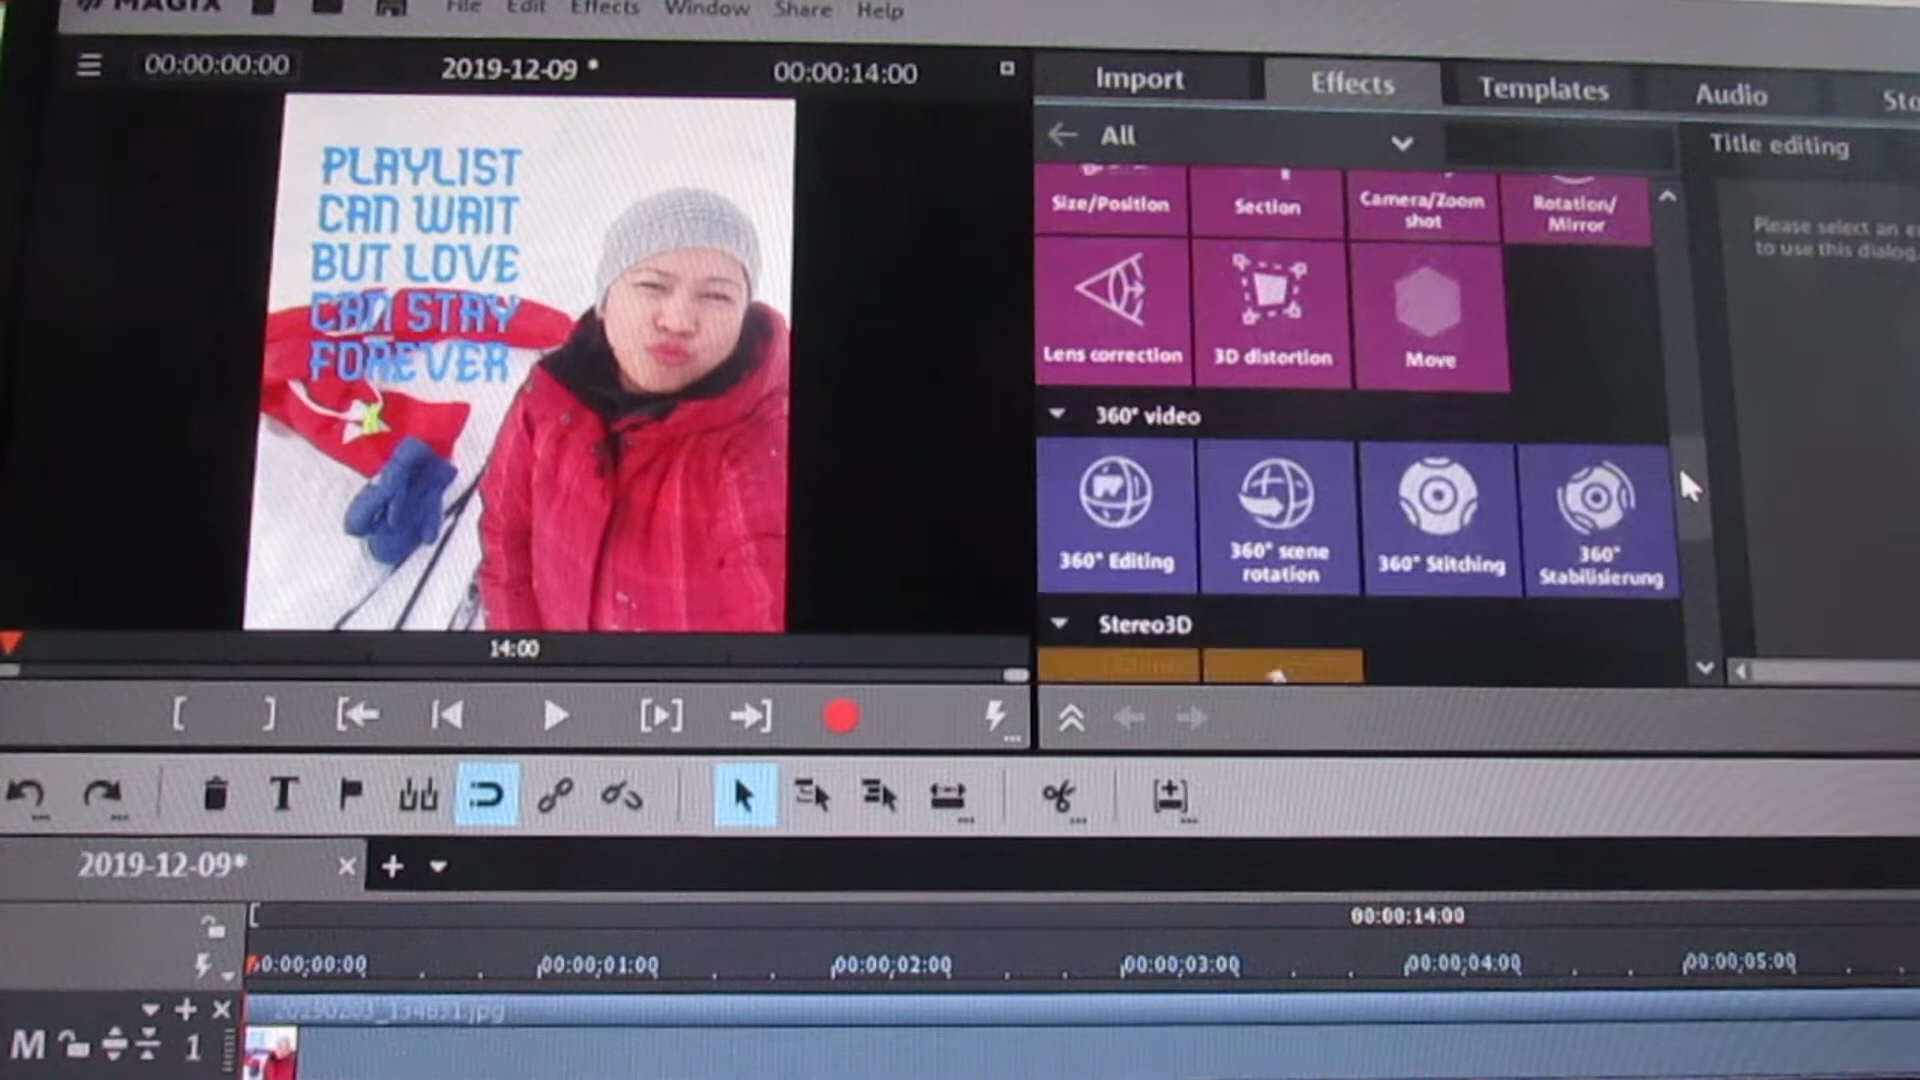 MAGIX File Edit Effects Window Share Help
00:00:00:00 2019-12-09 * 00:00:14:00
Import Effects Templates Audio
All
Title editing
PLAYLIST
CAN WAIT
BUT LOVE
CAN STAY
FOREVER
Size/Position Section Camera/Zoom shot Rotation/ Mirror
Please select an
to use this dialog.
Lens correction 3D distortion Move
360° video
360° Editing 360° scene rotation 360° Stitching 360° Stabilisierung
Stereo3D
14:00
T
2019-12-09*
00:00:14:00
00:00:00:00 00:00:01:00 00:00:02:00 00:00:03:00 00:00:04:00 00:00:05:00
M 1